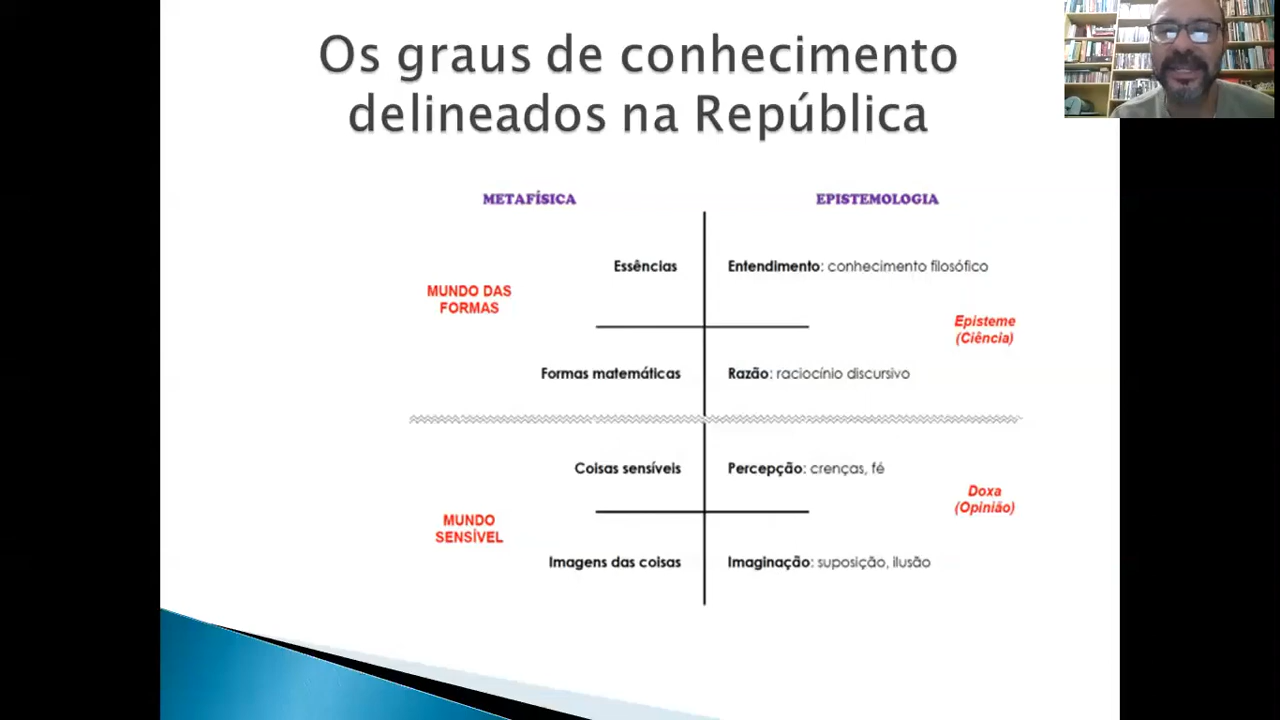 Os graus de conhecimento
delineados na República
METAFÍSICA
EPISTEMOLOGIA
Essências
Entendimento: conhecimento filosófico
MUNDO DAS
FORMAS
Episteme
(Ciência)
Formas matemáticas
Razão: raciocínio discursivo
Coisas sensíveis
Percepção: crenças, fé
Doxa
(Opinião)
MUNDO
SENSÍVEL
Imagens das coisas
Imaginação: suposição, ilusão